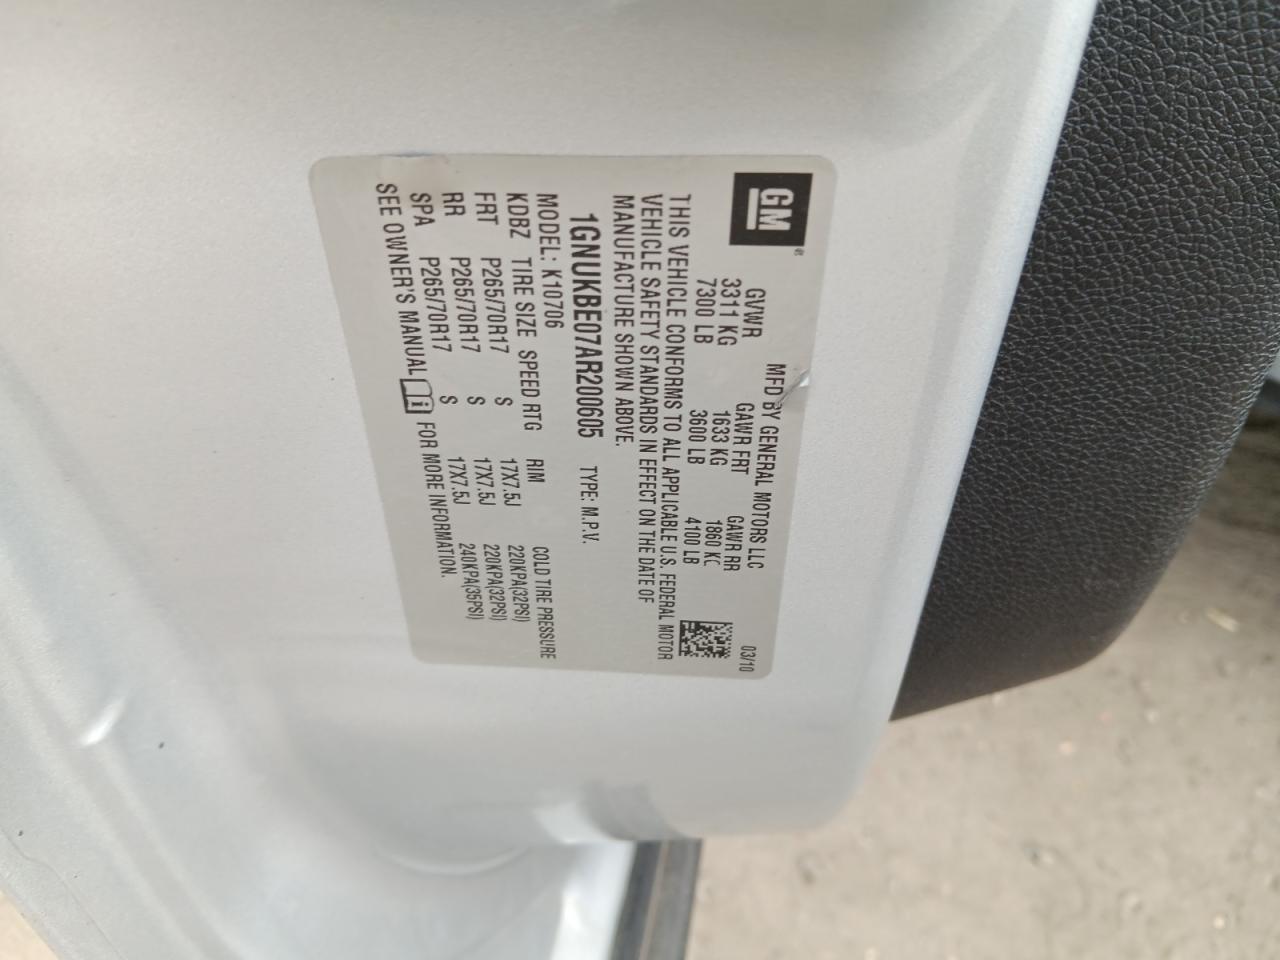 GM
®
MFD BY GENERAL MOTORS LLC 03/10
GVWR GAWR FRT GAWR RR
3311 KG 1633 KG 1860 KG
7300 LB 3600 LB 4100 LB
THIS VEHICLE CONFORMS TO ALL APPLICABLE U.S. FEDERAL MOTOR
VEHICLE SAFETY STANDARDS IN EFFECT ON THE DATE OF
MANUFACTURE SHOWN ABOVE.
1GNUKBE07AR200605 TYPE: M.P.V.
MODEL: K10706
KDBZ TIRE SIZE SPEED RTG RIM COLD TIRE PRESSURE
FRT P265/70R17 S 17X7.5J 220KPA(32PSI)
RR P265/70R17 S 17X7.5J 220KPA(32PSI)
SPA P265/70R17 S 17X7.5J 240KPA(35PSI)
SEE OWNER'S MANUAL i FOR MORE INFORMATION.